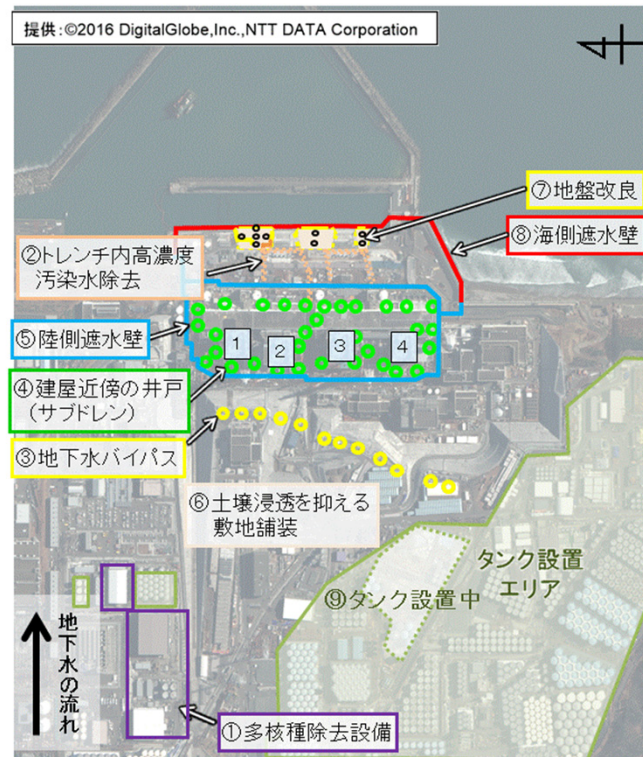 提供:©2016 DigitalGlobe,Inc.,NTT DATA Corporation
⑦地盤改良
⑧海側遮水壁
②トレンチ内高濃度
汚染水除去
⑤陸側遮水壁
1
2
3
4
④建屋近傍の井戸
(サブドレン)
③地下水バイパス
⑥土壌浸透を抑える
敷地舗装
タンク設置
エリア
⑨タンク設置中
地下水の流れ
①多核種除去設備